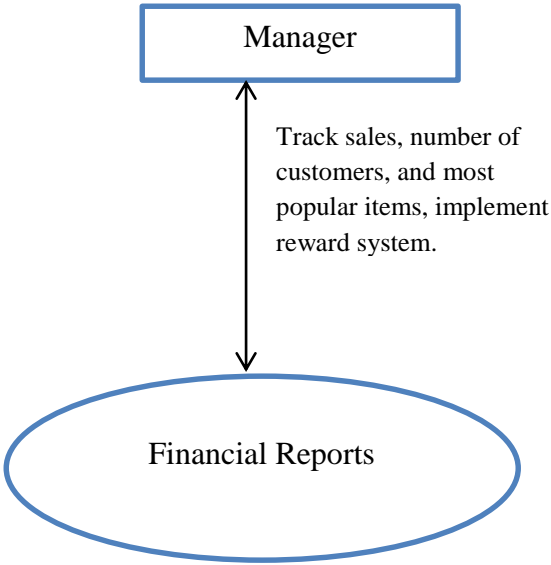 Manager
Track sales, number of
customers, and most
popular items, implement
reward system.
Financial Reports